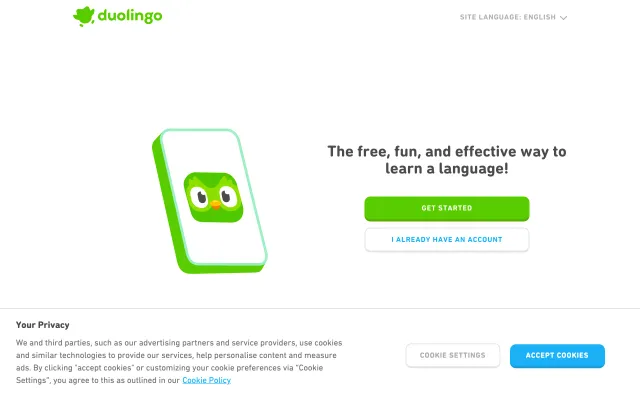 duolingo
SITE LANGUAGE: ENGLISH
The free, fun, and effective way to
learn a language!
GET STARTED
I ALREADY HAVE AN ACCOUNT
Your Privacy
We and third parties, such as our advertising partners and service providers, use cookies
and similar technologies to provide our services, help personalise content and measure
ads. By clicking "accept cookies" or customizing your cookie preferences via "Cookie
Settings", you agree to this as outlined in our Cookie Policy
COOKIE SETTINGS
ACCEPT COOKIES